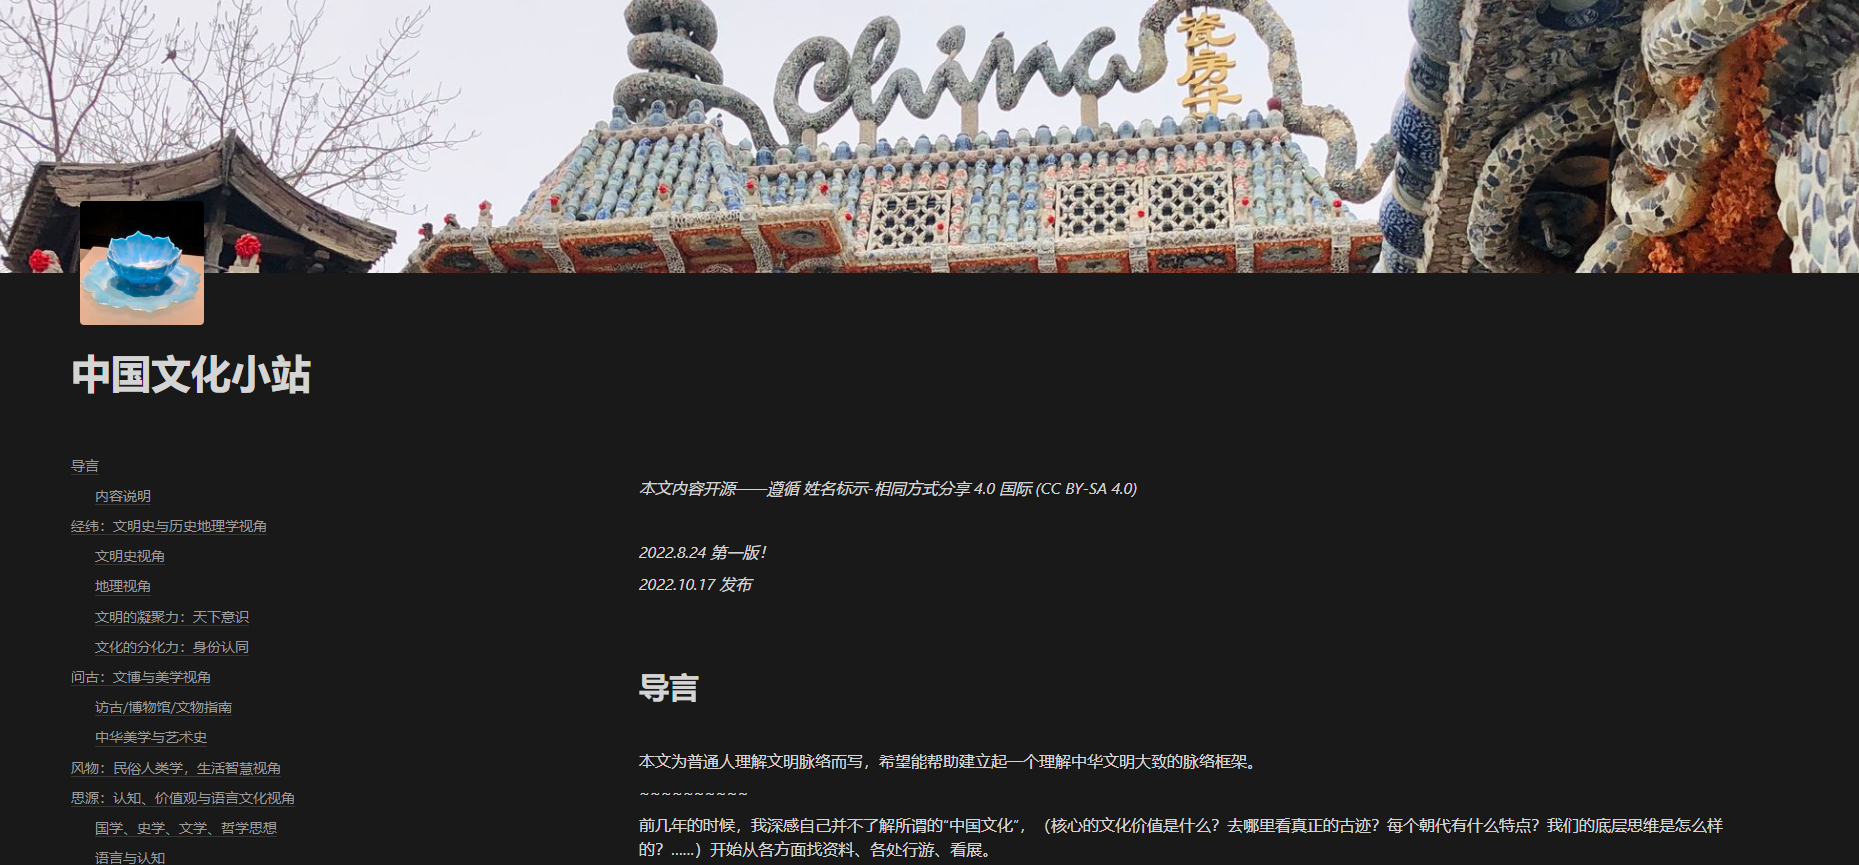 China
瓷房子
中国文化小站
导言
内容说明
经纬：文明史与历史地理学视角
文明史视角
地理视角
文明的凝聚力：天下意识
文化的分化力：身份认同
问古：文博与美学视角
访古/博物馆/文物指南
中华美学与艺术史
风物：民俗人类学，生活智慧视角
思源：认知、价值观与语言文化视角
国学、史学、文学、哲学思想
语言与认知
本文内容开源——遵循 姓名标示-相同方式分享 4.0 国际 (CC BY-SA 4.0)
2022.8.24 第一版！
2022.10.17 发布
导言
本文为普通人理解文明脉络而写，希望能帮助建立起一个理解中华文明大致的脉络框架。
~~~~~~~~~~
前几年的时候，我深感自己并不了解所谓的“中国文化”，（核心的文化价值是什么？去哪里看真正的古迹？每个朝代有什么特点？我们的底层思维是怎么样
的？……）开始从各方面找资料、各处行游、看展。